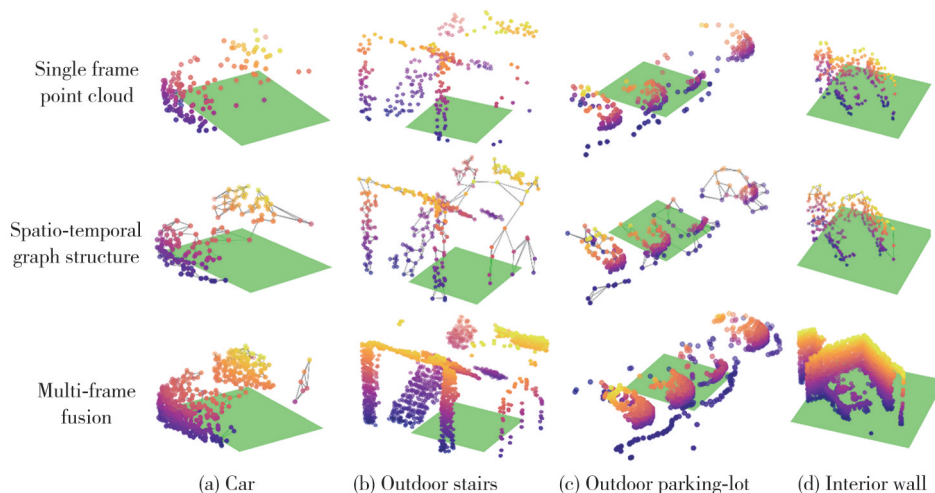 Single frame
point cloud
Spatio-temporal
graph structure
Multi-frame
fusion
(a) Car
(b) Outdoor stairs
(c) Outdoor parking-lot
(d) Interior wall